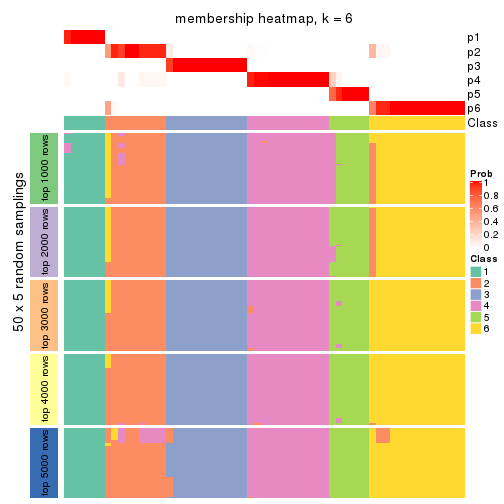 membership heatmap, k = 6
p1
p2
p3
p4
p5
p6
Class
50 x 5 random samplings
top 1000 rows
top 2000 rows
top 3000 rows
top 4000 rows
top 5000 rows
Prob
1
0.8
0.6
0.4
0.2
0
Class
1
2
3
4
5
6